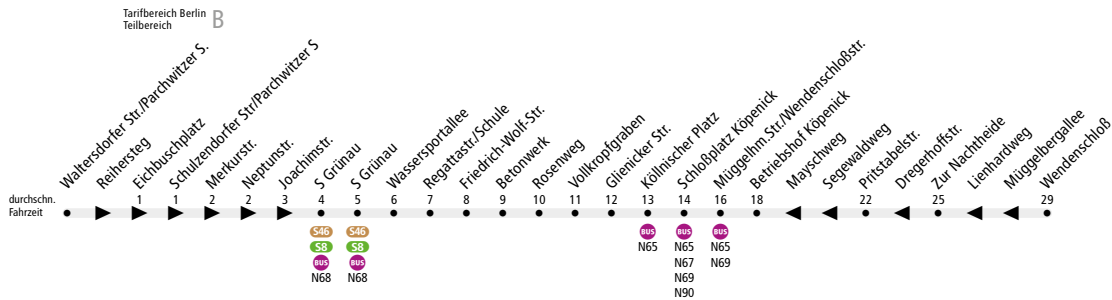 Tarifbereich Berlin
Teilbereich B
Waltersdorfer Str./Parchwitzer S.
Reihersteg
Eichbuschplatz
Schulzendorfer Str/Parchwitzer S
Merkurstr.
Neptunstr.
Joachimstr.
S Grünau
S Grünau
Wassersportallee
Regattastr./Schule
Friedrich-Wolf-Str.
Betonwerk
Rosenweg
Vollkropfgraben
Glienicker Str.
Köllnischer Platz
Schloßplatz Köpenick
Müggelhm.Str./Wendenschloßstr.
Betriebshof Köpenick
Mayschweg
Segewaldweg
Pritstabelstr.
Dregerhoffstr.
Zur Nachtheide
Lienhardweg
Müggelbergallee
Wendenschloß
durchschn. 1 1 2 2 3 4 5 6 7 8 9 10 11 12 13 14 16 18 22 25 29
Fahrzeit
S46 S46
S8 S8
BUS BUS
N68 N68
BUS BUS BUS
N65 N65 N65
N67 N69
N69
N90